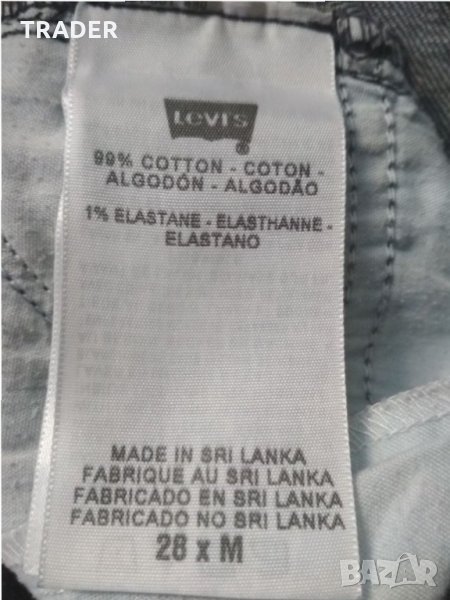 TRADER
Levi's
®
99% COTTON - COTON -
ALGODÓN - ALGODÃO
1% ELASTANE - ELASTHANNE -
ELASTANO
MADE IN SRI LANKA
FABRIQUE AU SRI LANKA
FABRICADO EN SRI LANKA
FABRICADO NO SRI LANKA
28 x M
BAZAR